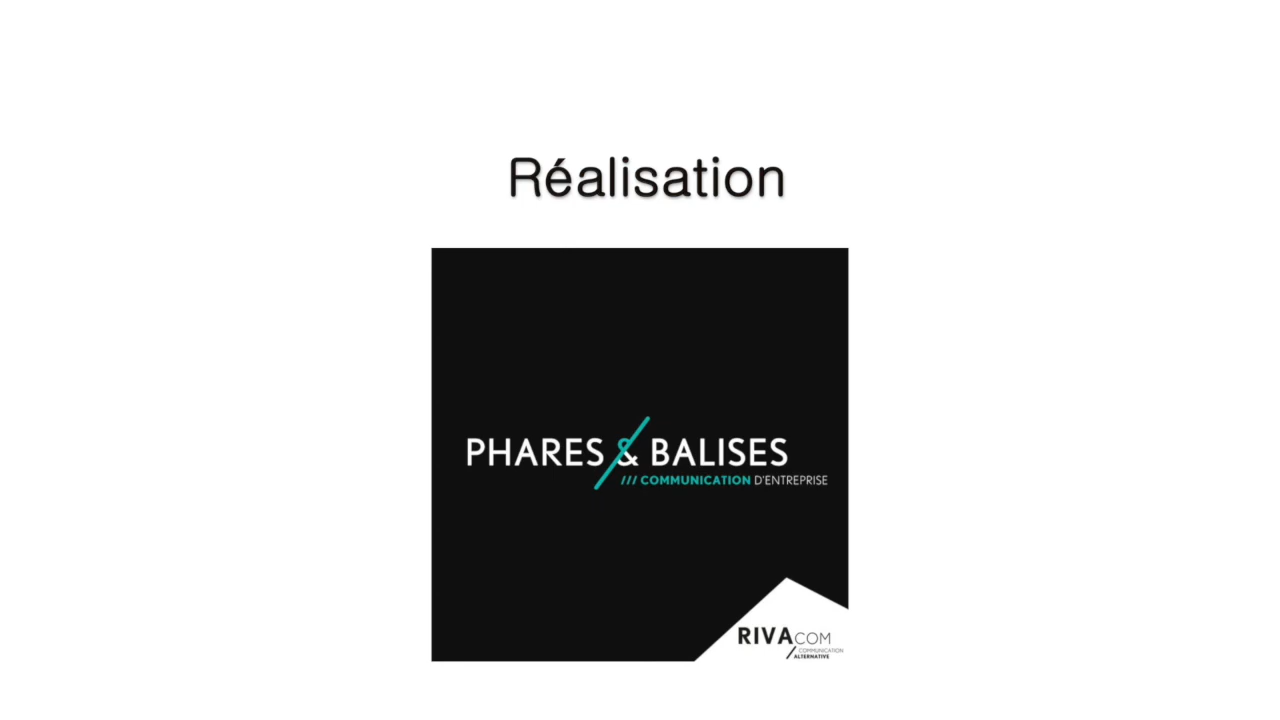 Réalisation
PHARES & BALISES
/// COMMUNICATION D'ENTREPRISE
RIVACOM
/ COMMUNICATION
ALTERNATIVE